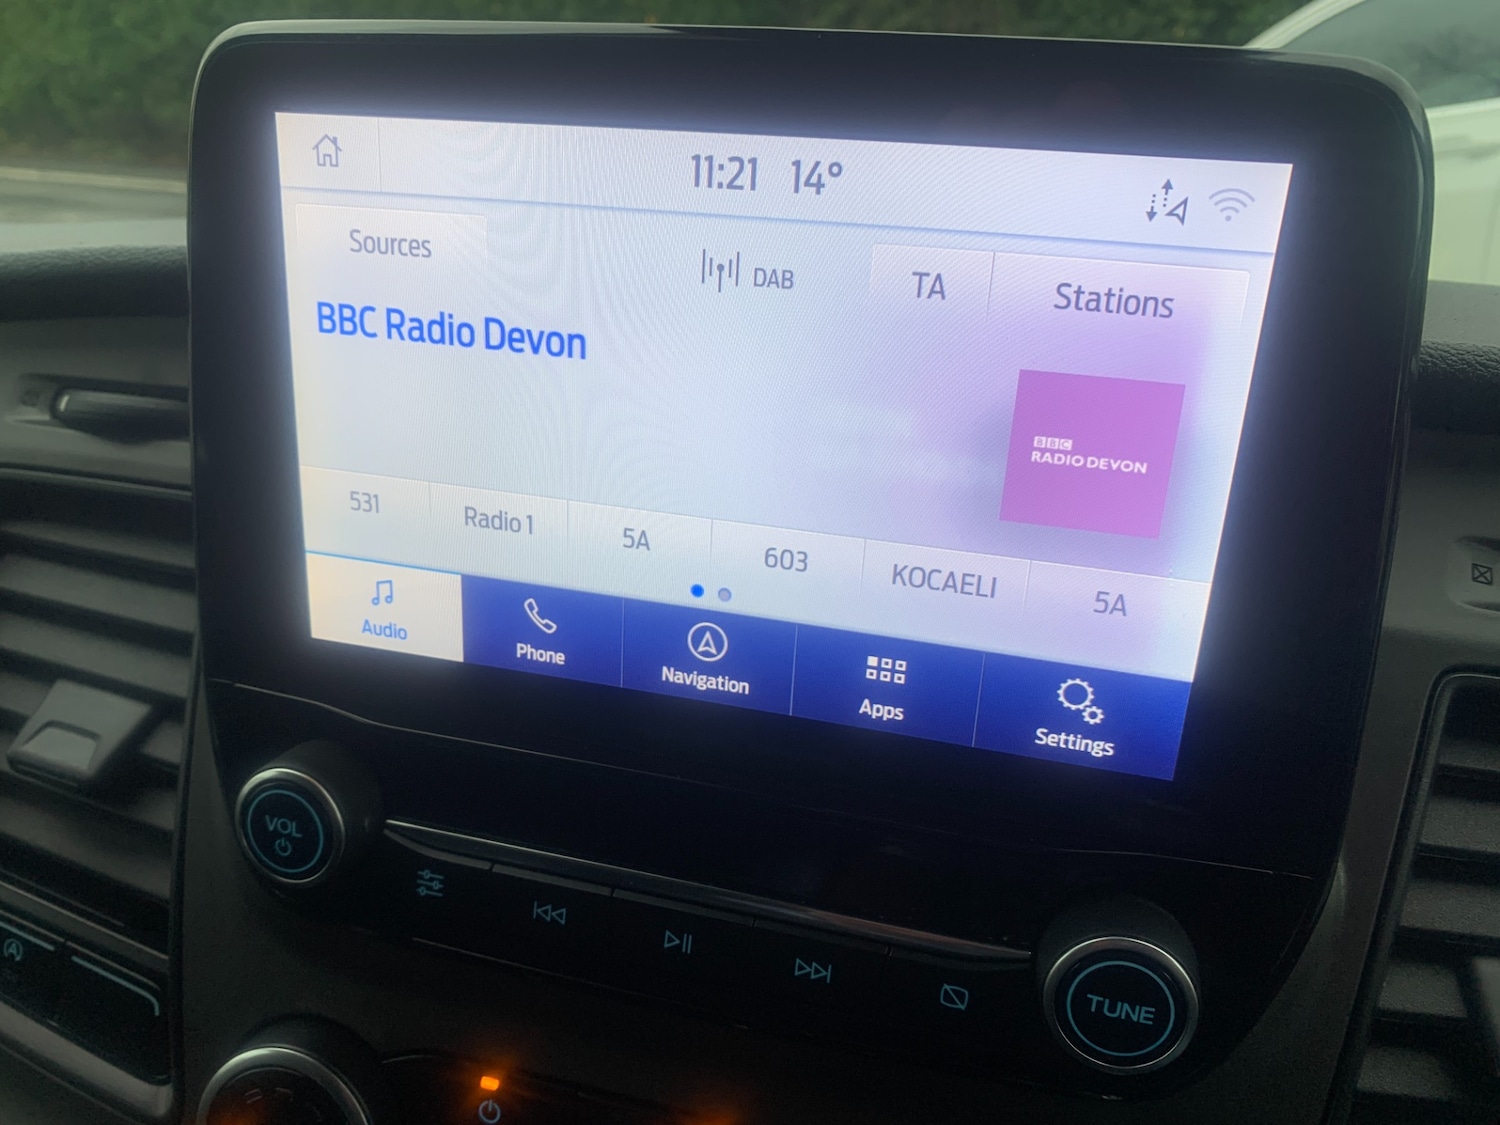 11:21 14°
Sources
DAB
TA
Stations
BBC Radio Devon
BBC
RADIO DEVON
531
Radio 1
5A
603
KOCAELI
5A
Audio
Phone
Navigation
Apps
Settings
VOL
TUNE
A